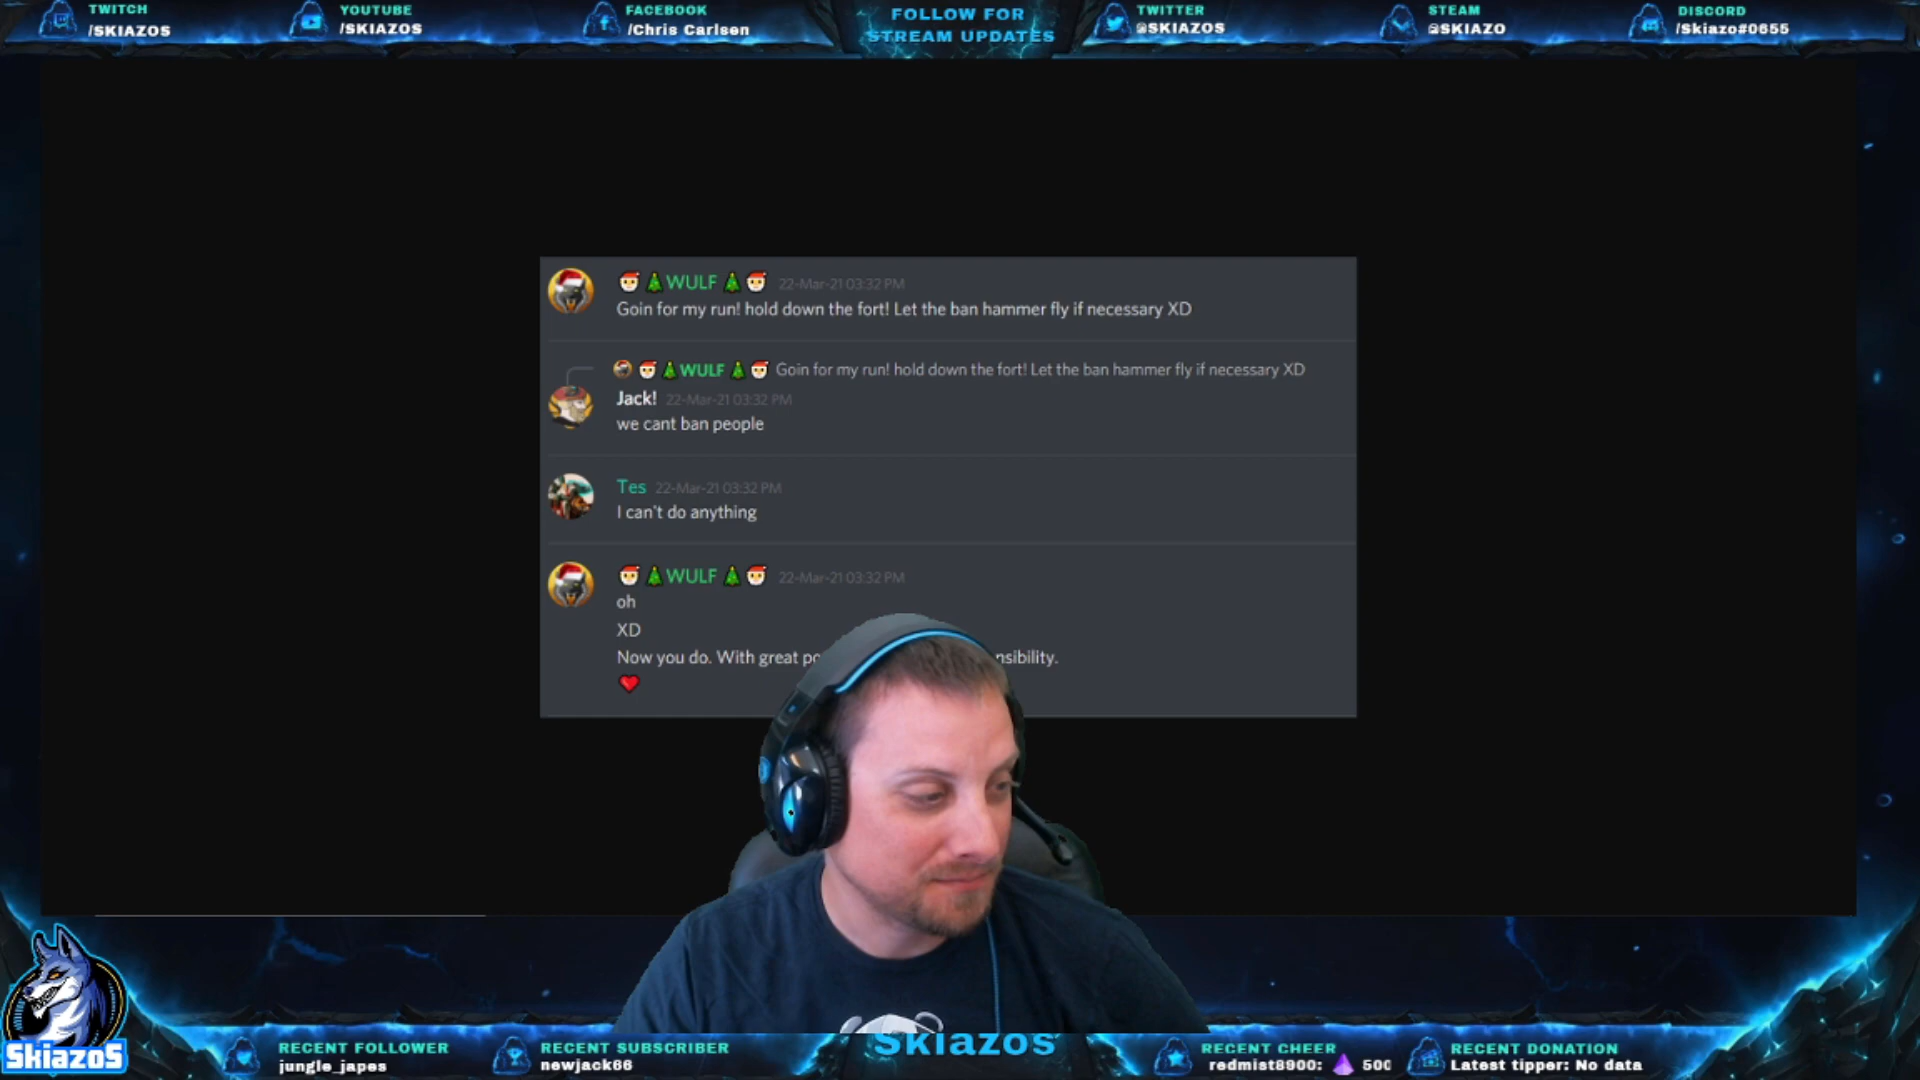 TWITCH
/SKIAZOS
YOUTUBE
/SKIAZOS
FACEBOOK
/Chris Carlsen
FOLLOW FOR
STREAM UPDATES
TWITTER
@SKIAZOS
STEAM
@SKIAZO
DISCORD
/Skiazo#0655
🎅🎄WULF🎄🎅 22-Mar-21 03:32 PM
Goin for my run! hold down the fort! Let the ban hammer fly if necessary XD
🎅🎄WULF🎄🎅 Goin for my run! hold down the fort! Let the ban hammer fly if necessary XD
Jack! 22-Mar-21 03:32 PM
we cant ban people
Tes 22-Mar-21 03:32 PM
I can't do anything
🎅🎄WULF🎄🎅 22-Mar-21 03:32 PM
oh
XD
Now you do. With great po nsibility.
❤️
SkiazoS
RECENT FOLLOWER
jungle_japes
RECENT SUBSCRIBER
newjack66
Skiazos
RECENT CHEER
redmist8900: 500
RECENT DONATION
Latest tipper: No data